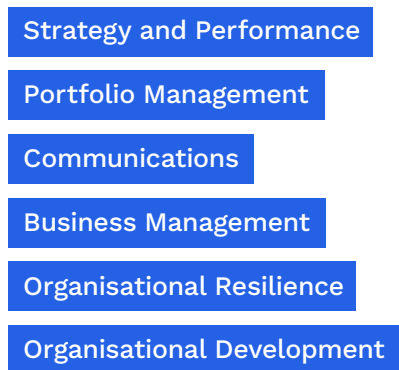 Strategy and Performance
Portfolio Management
Communications
Business Management
Organisational Resilience
Organisational Development